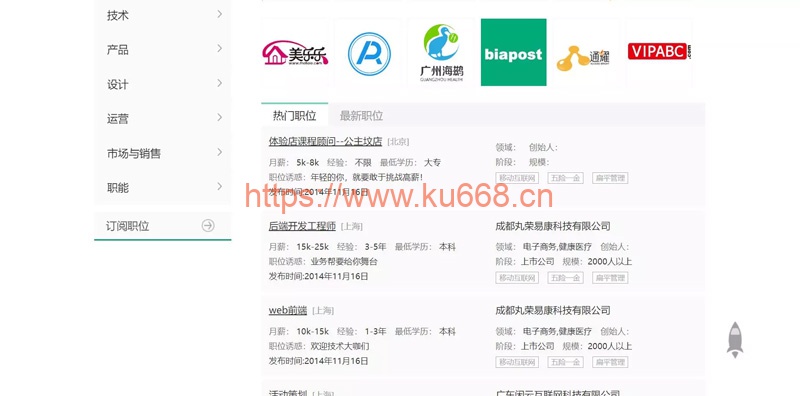 技术
产品
设计
运营
市场与销售
职能
订阅职位
美乐乐
www.meilele.com
广州海鹚
GUANGZHOU HEALTH
biapost
通耀
VIPABC.com
热门职位 最新职位
体验店课程顾问--公主坟店 [北京]
月薪： 5k-8k 经验： 不限 最低学历： 大专
职位诱惑： 年轻的你，就要敢于挑战高薪！
发布时间:2014年11月16日
领域： 创始人：
阶段： 规模：
移动互联网 五险一金 扁平管理
https://www.ku668.cn
后端开发工程师 [上海]
月薪： 15k-25k 经验： 3-5年 最低学历： 本科
职位诱惑： 业务帮要给你舞台
发布时间:2014年11月16日
成都丸荣易康科技有限公司
领域： 电子商务,健康医疗 创始人：
阶段： 上市公司 规模： 2000人以上
移动互联网 五险一金 扁平管理
web前端 [上海]
月薪： 10k-15k 经验： 1-3年 最低学历： 本科
职位诱惑： 欢迎技术大咖们
发布时间:2014年11月16日
成都丸荣易康科技有限公司
领域： 电子商务,健康医疗 创始人：
阶段： 上市公司 规模： 2000人以上
移动互联网 五险一金 扁平管理
活动策划 [上海]
广东闲云互联网科技有限公司